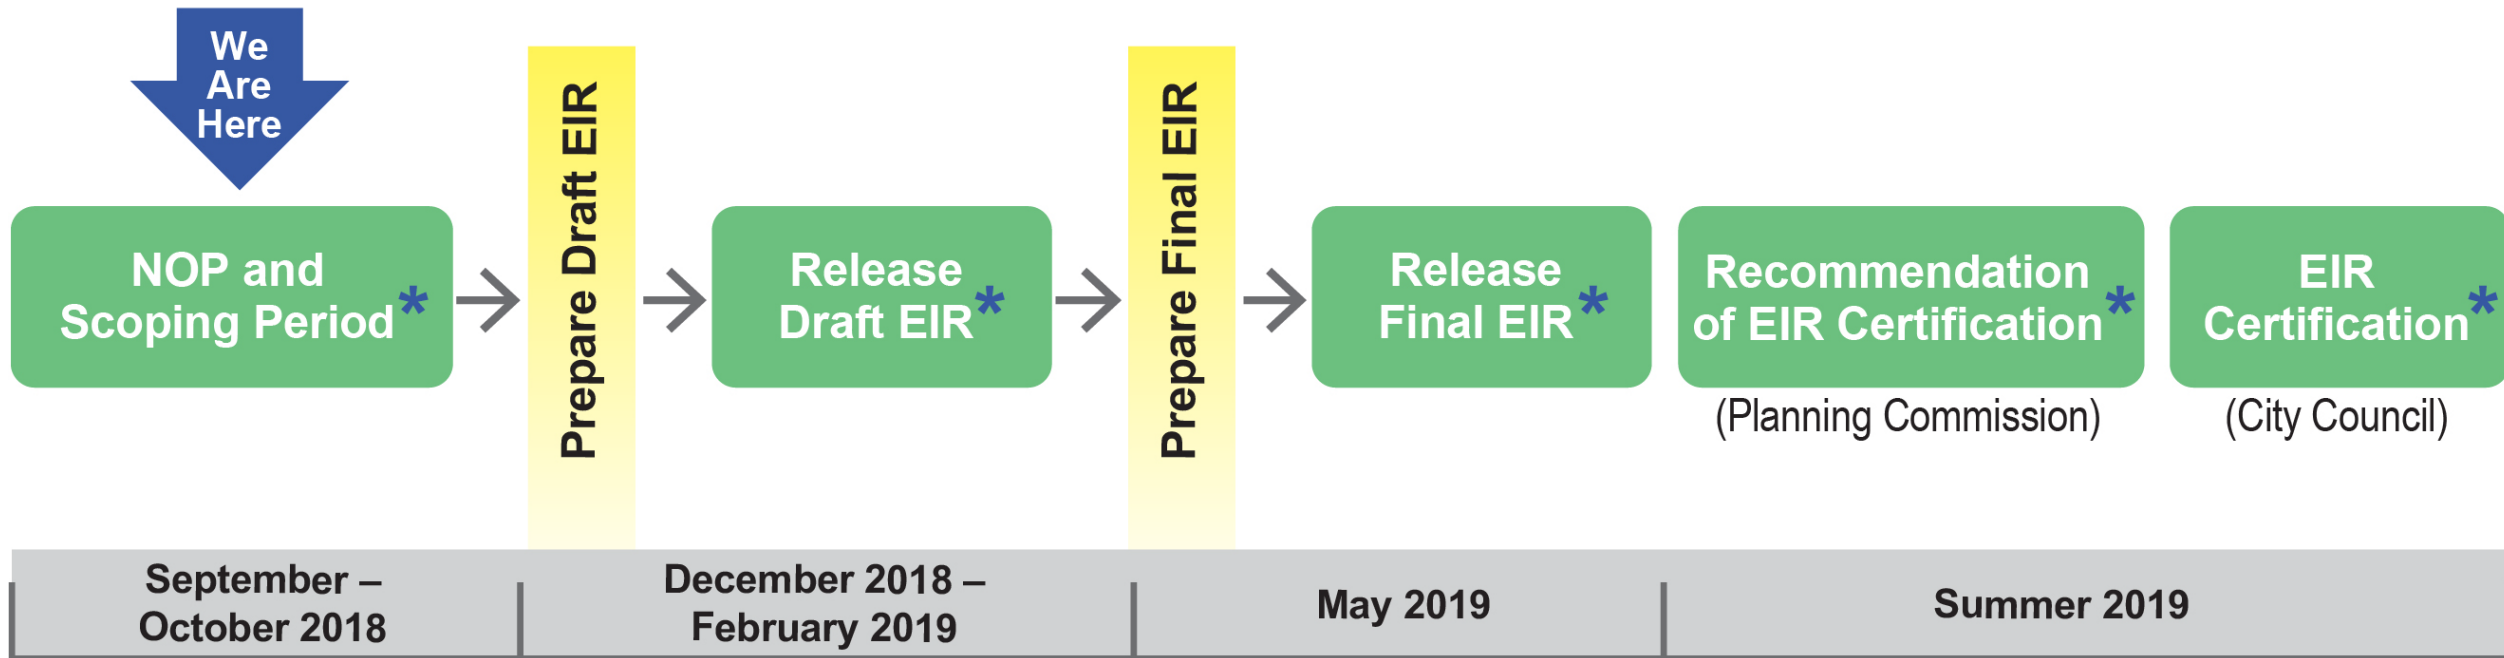 We
Are
Here
NOP and
Scoping Period*
Prepare Draft EIR
Release
Draft EIR*
Prepare Final EIR
Release
Final EIR*
Recommendation
of EIR Certification*
(Planning Commission)
EIR
Certification*
(City Council)
September –
October 2018
December 2018 –
February 2019
May 2019
Summer 2019